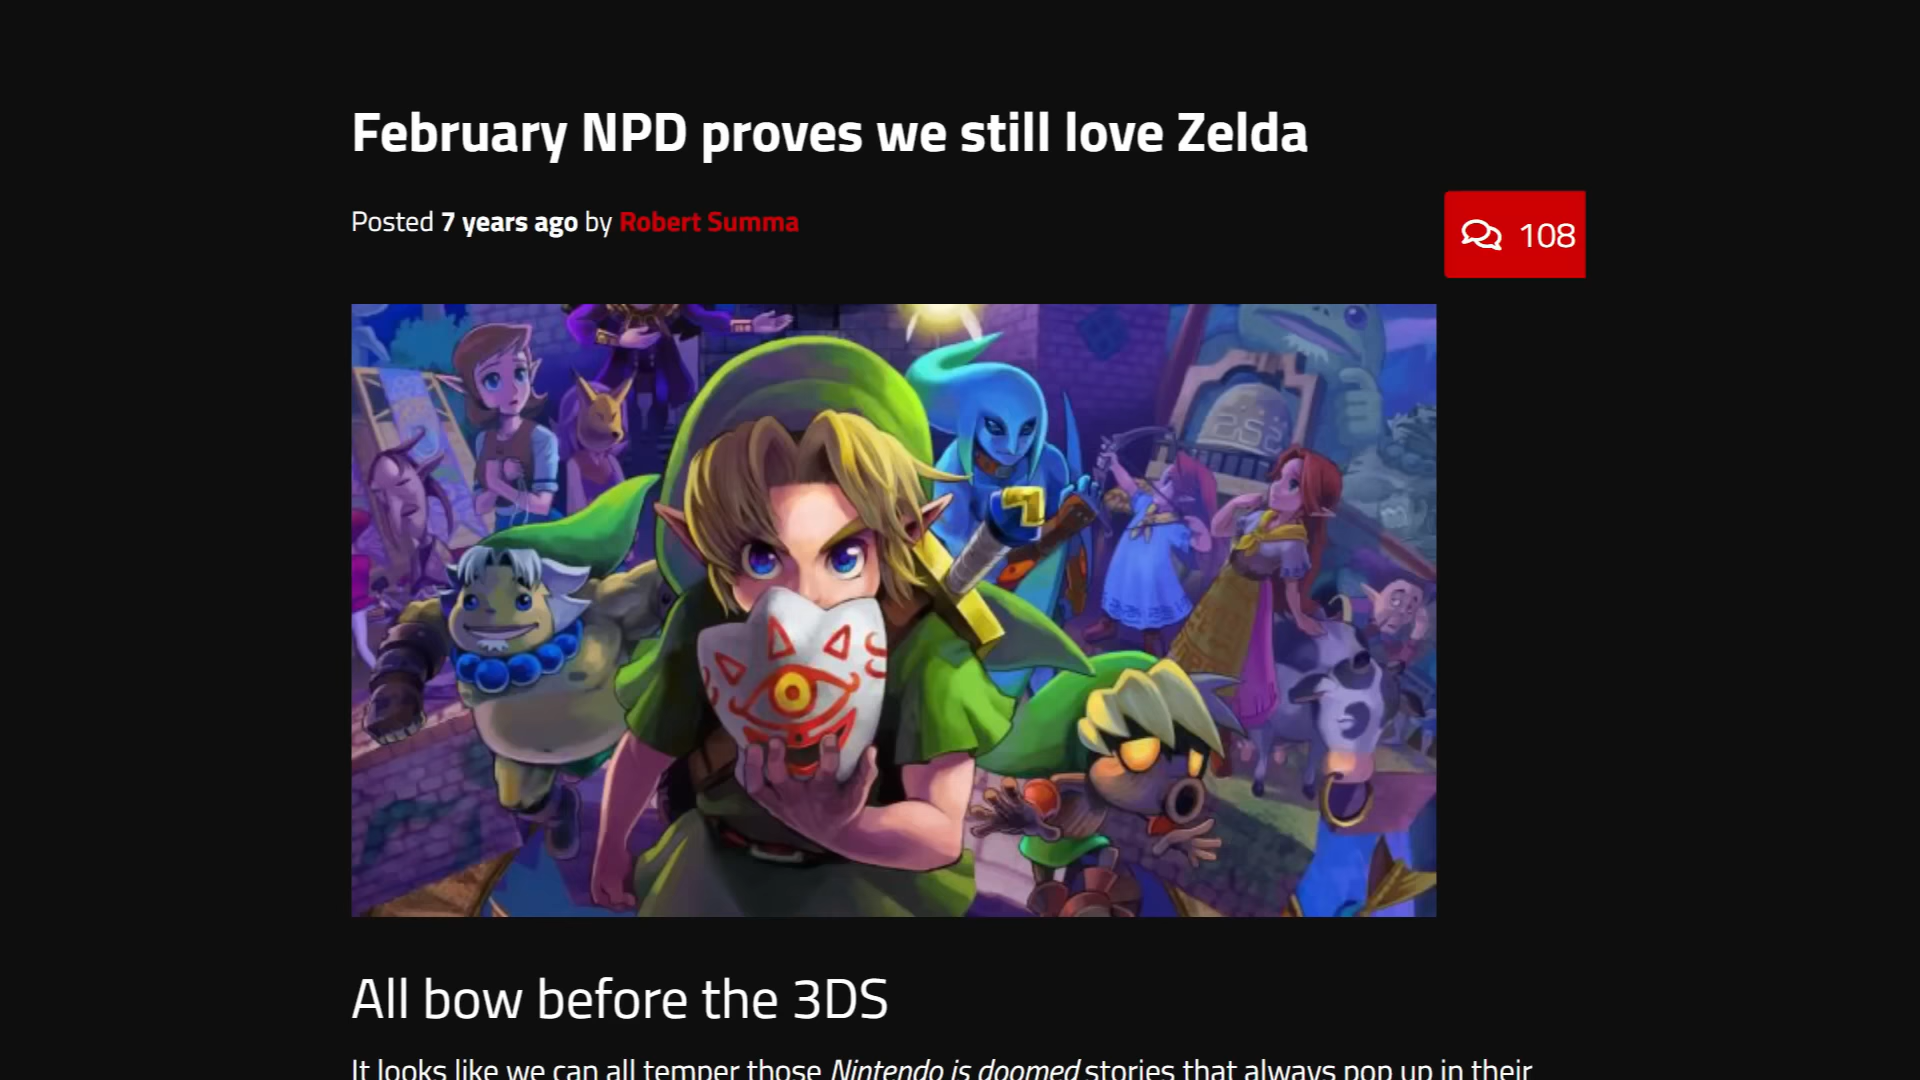 February NPD proves we still love Zelda
Posted 7 years ago by Robert Summa
108
All bow before the 3DS
It looks like we can all temper those Nintendo is doomed stories that always pop up in their